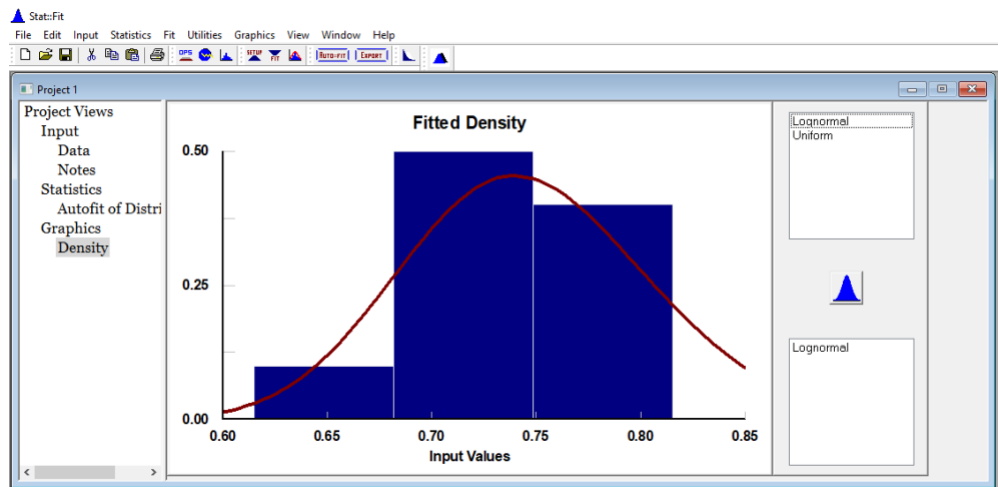 Stat::Fit
File Edit Input Statistics Fit Utilities Graphics View Window Help
DPS SETUP FIT AUTO-FIT EXPORT
Project 1
Project Views
Input
Data
Notes
Statistics
Autofit of Distri
Graphics
Density
Fitted Density
0.50
0.25
0.00
0.60 0.65 0.70 0.75 0.80 0.85
Input Values
Lognormal
Uniform
Lognormal